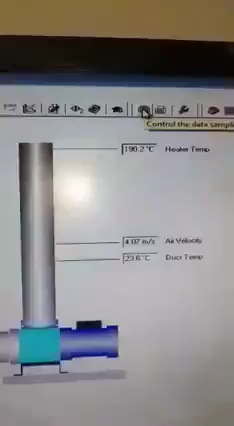 Control the data sampl
190.2 °C Heater Temp
4.07 m/s Air Velocity
23.6 °C Duct Temp